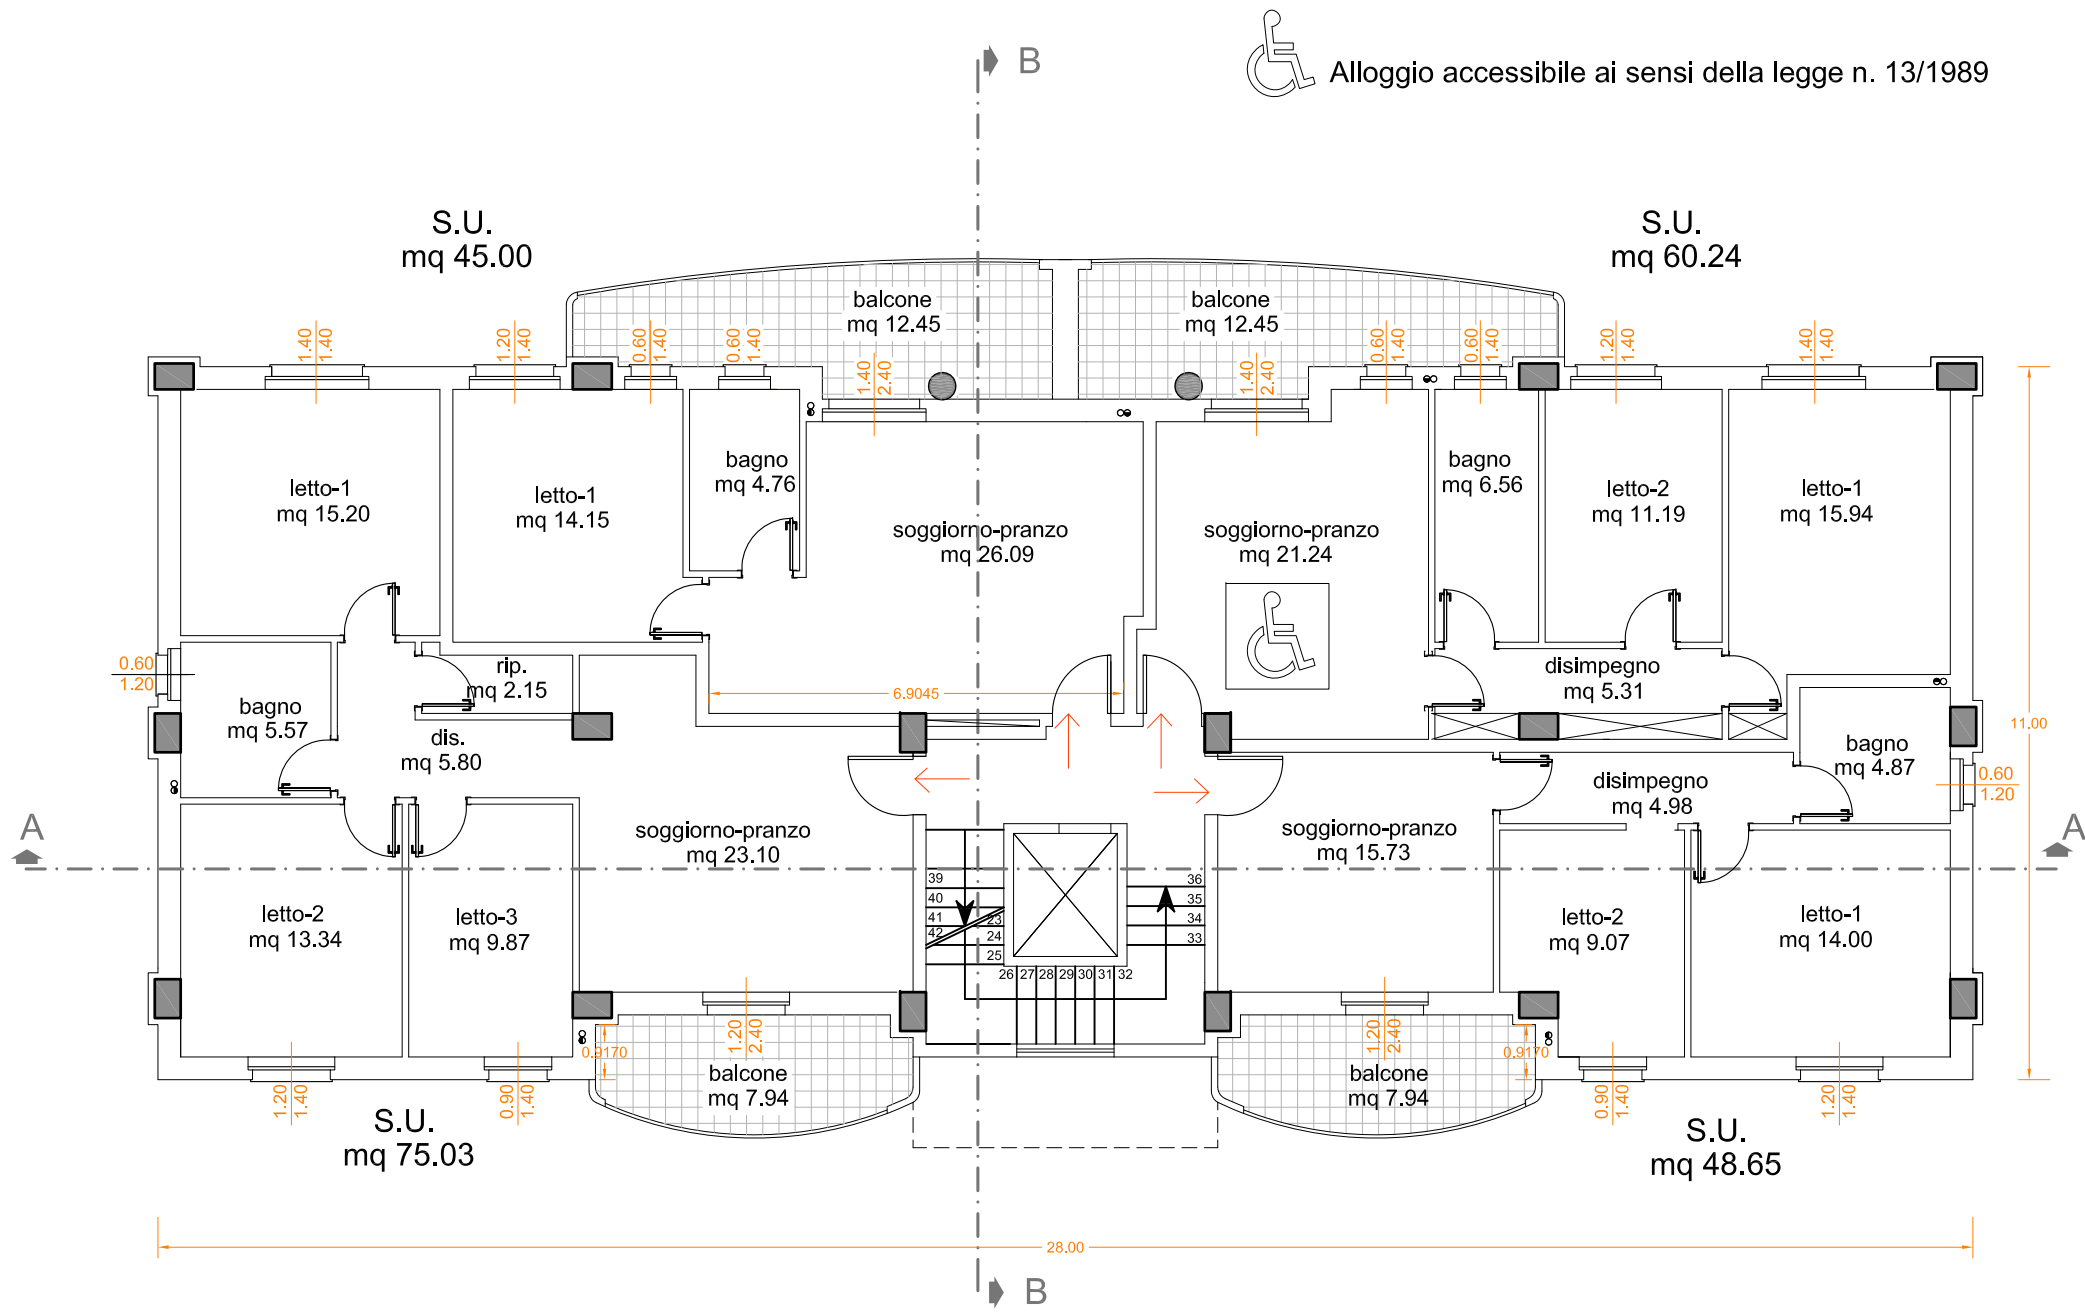 B
Alloggio accessibile ai sensi della legge n. 13/1989
S.U.
mq 45.00
S.U.
mq 60.24
balcone
mq 12.45
balcone
mq 12.45
1.40
1.40
1.20
1.40
0.60
1.40
0.60
1.40
1.40
2.40
1.40
2.40
0.60
1.40
0.60
1.40
1.20
1.40
1.40
1.40
letto-1
mq 15.20
letto-1
mq 14.15
bagno
mq 4.76
soggiorno-pranzo
mq 26.09
soggiorno-pranzo
mq 21.24
bagno
mq 6.56
letto-2
mq 11.19
letto-1
mq 15.94
0.60
1.20
bagno
mq 5.57
rip.
mq 2.15
dis.
mq 5.80
6.9045
disimpegno
mq 5.31
11.00
bagno
mq 4.87
0.60
1.20
disimpegno
mq 4.98
A
A
soggiorno-pranzo
mq 23.10
soggiorno-pranzo
mq 15.73
39
40
41
42
23
24
25
26
27
28
29
30
31
32
36
35
34
33
letto-2
mq 13.34
letto-3
mq 9.87
letto-2
mq 9.07
letto-1
mq 14.00
1.20
1.40
0.90
1.40
0.9170
1.20
2.40
balcone
mq 7.94
1.20
2.40
balcone
mq 7.94
0.9170
0.90
1.40
1.20
1.40
S.U.
mq 75.03
S.U.
mq 48.65
28.00
B